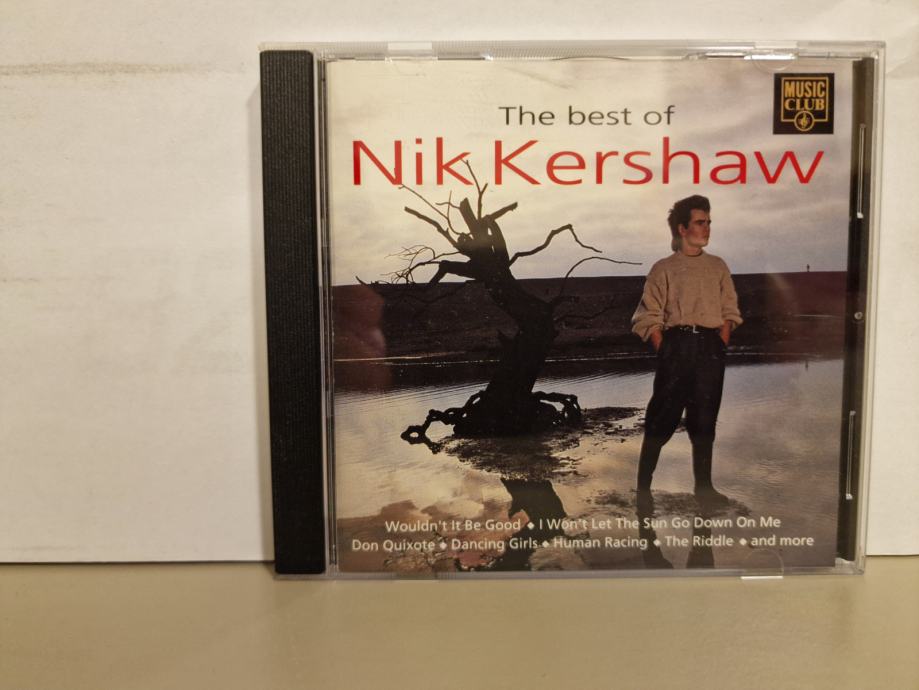 MUSIC
CLUB
The best of
Nik Kershaw
Wouldn't It Be Good ◆ I Won't Let The Sun Go Down On Me
Don Quixote ◆ Dancing Girls ◆ Human Racing ◆ The Riddle ◆ and more